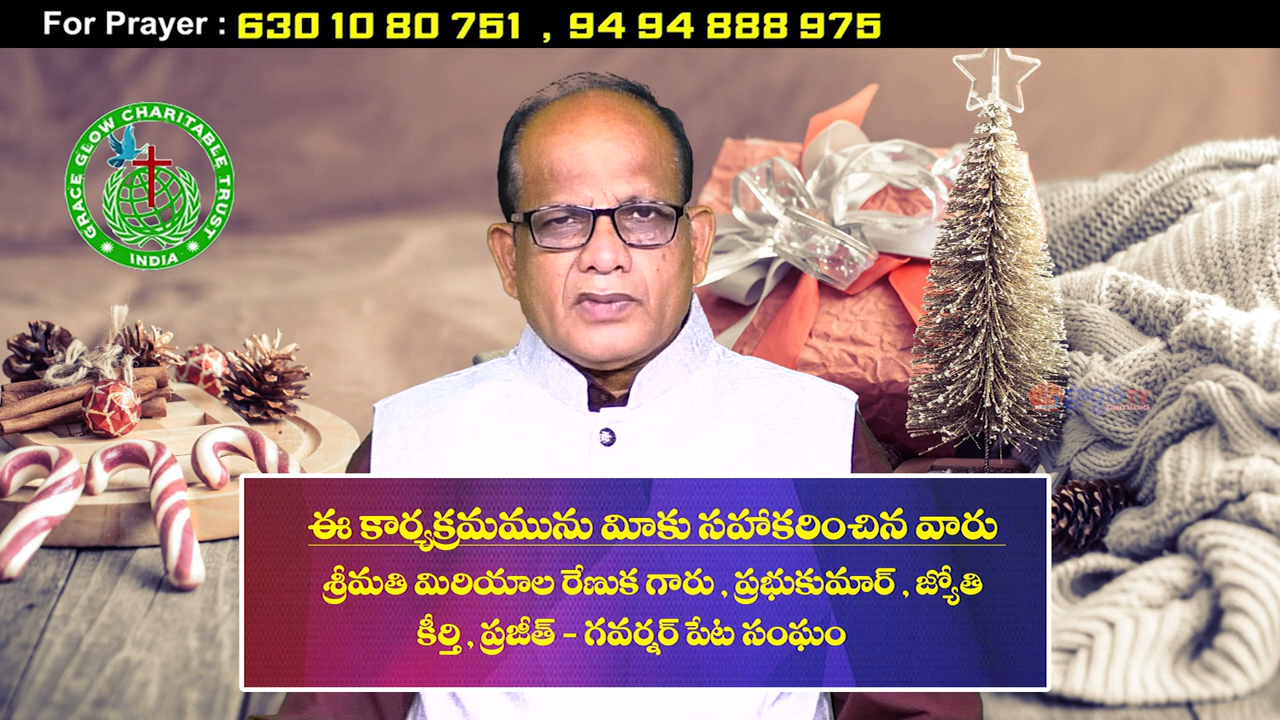 For Prayer : 630 10 80 751 , 94 94 888 975
GRACE GLOW CHARITABLE TRUST
INDIA
ఈ కార్యక్రమమును మీకు సహాకరించిన వారు
శ్రీమతి మిరియాల రేణుక గారు , ప్రభుకుమార్ , జ్యోతి
కీర్తి , ప్రజీత్ - గవర్నర్ పేట సంఘం